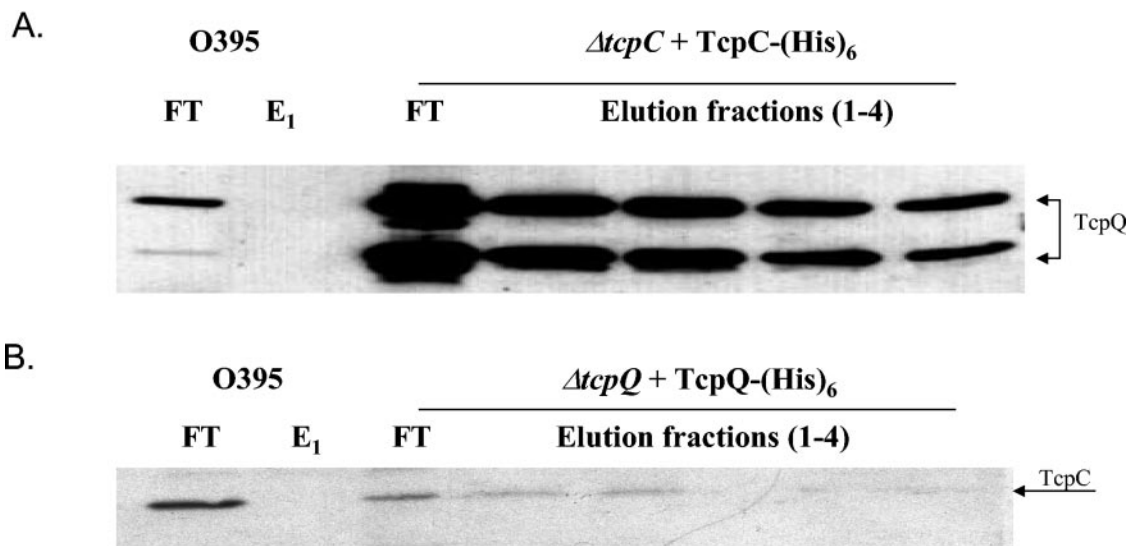 A.
O395 ΔtcpC + TcpC-(His)₆
FT E₁ FT Elution fractions (1-4)
TcpQ
B.
O395 ΔtcpQ + TcpQ-(His)₆
FT E₁ FT Elution fractions (1-4)
TcpC